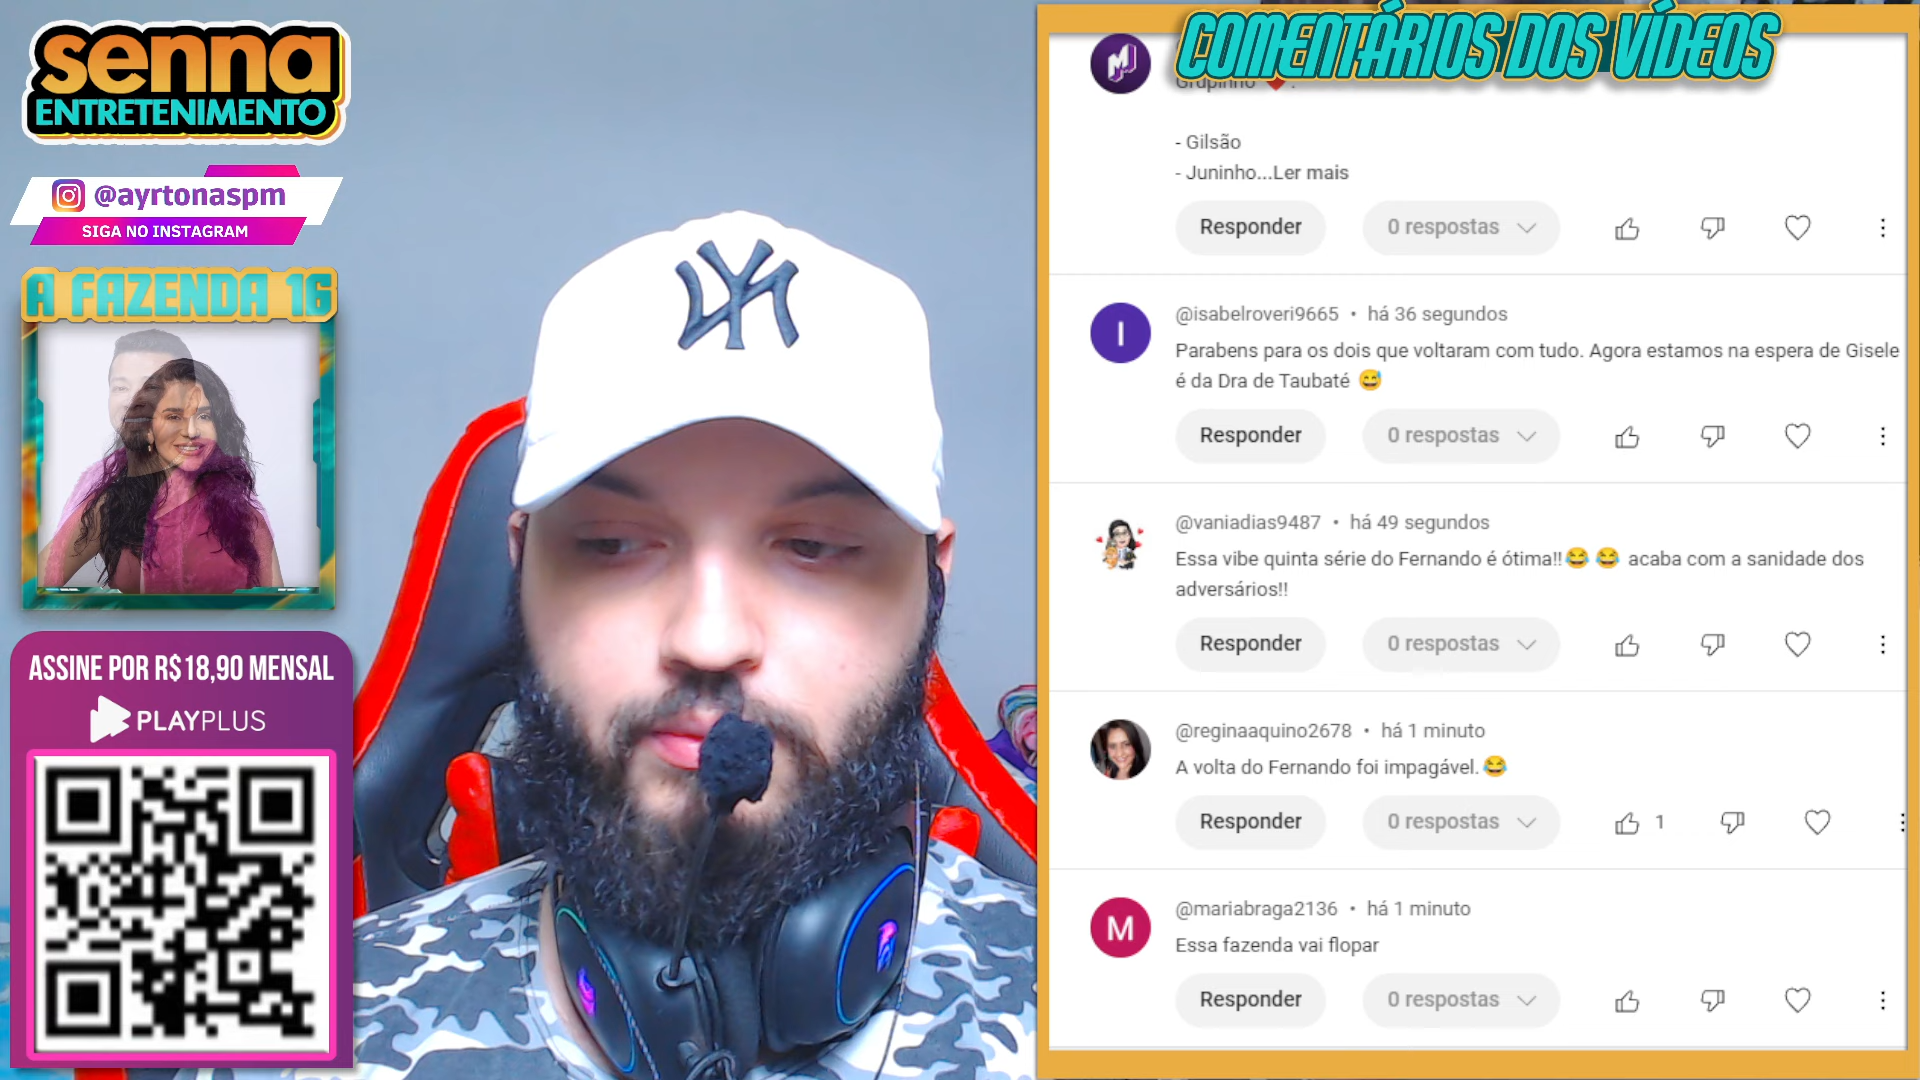 senna
ENTRETENIMENTO
@ayrtonaspm
SIGA NO INSTAGRAM
A FAZENDA 16
ASSINE POR R$18,90 MENSAL
PLAYPLUS
NY
COMENTÁRIOS DOS VÍDEOS
Grupinho ❤️ .
- Gilsão
- Juninho...Ler mais
Responder 0 respostas
I
@isabelroveri9665 • há 36 segundos
Parabens para os dois que voltaram com tudo. Agora estamos na espera de Gisele
é da Dra de Taubaté 😅
Responder 0 respostas
@vaniadias9487 • há 49 segundos
Essa vibe quinta série do Fernando é ótima!!😂 😂 acaba com a sanidade dos
adversários!!
Responder 0 respostas
@reginaaquino2678 • há 1 minuto
A volta do Fernando foi impagável.😂
Responder 0 respostas 1
M
@mariabraga2136 • há 1 minuto
Essa fazenda vai flopar
Responder 0 respostas